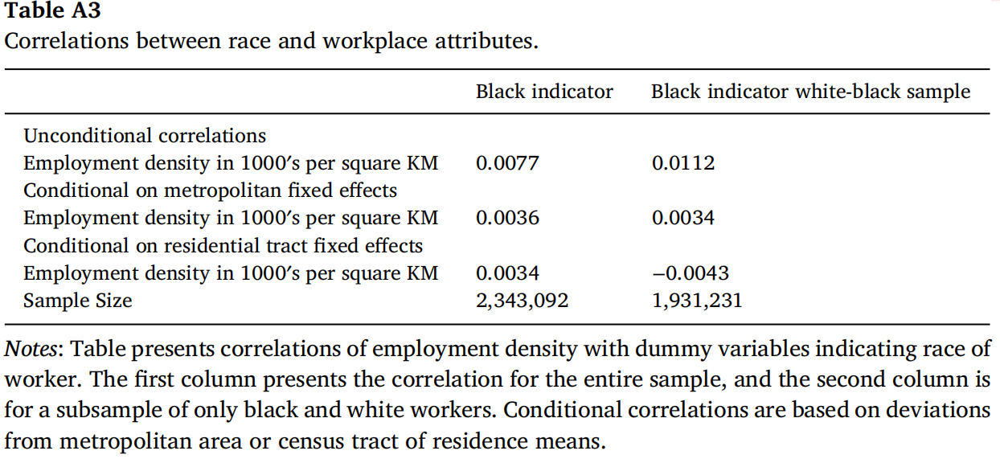 Table A3
Correlations between race and workplace attributes.
Black indicator Black indicator white-black sample
Unconditional correlations
Employment density in 1000′s per square KM 0.0077 0.0112
Conditional on metropolitan fixed effects
Employment density in 1000′s per square KM 0.0036 0.0034
Conditional on residential tract fixed effects
Employment density in 1000′s per square KM 0.0034 −0.0043
Sample Size 2,343,092 1,931,231
Notes: Table presents correlations of employment density with dummy variables indicating race of
worker. The first column presents the correlation for the entire sample, and the second column is
for a subsample of only black and white workers. Conditional correlations are based on deviations
from metropolitan area or census tract of residence means.